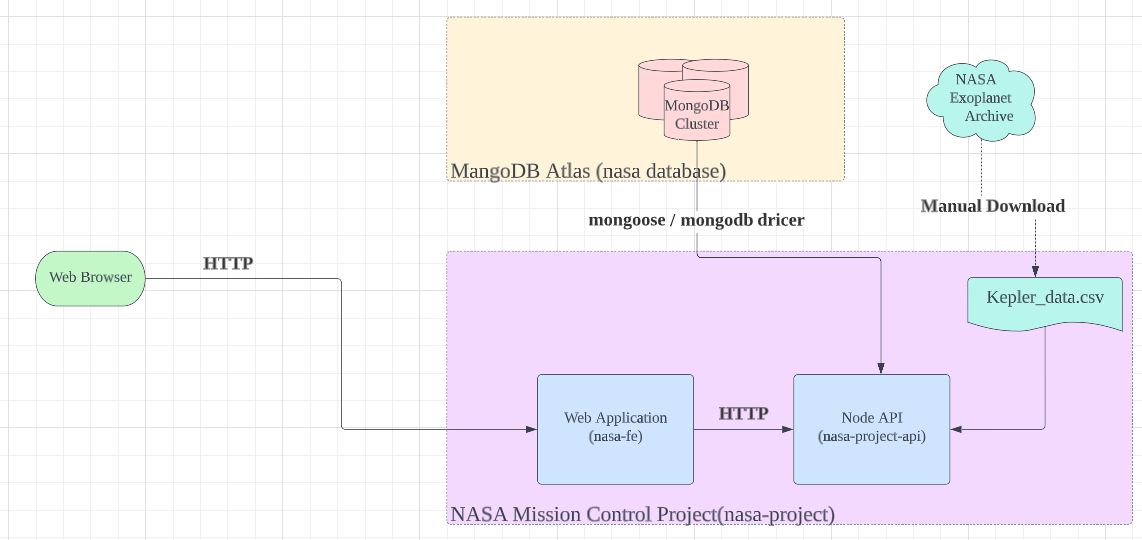 MongoDB
Cluster
MangoDB Atlas (nasa database)
NASA
Exoplanet
Archive
Manual Download
mongoose / mongodb dricer
Web Browser
HTTP
Kepler_data.csv
Web Application
(nasa-fe)
HTTP
Node API
(nasa-project-api)
NASA Mission Control Project(nasa-project)